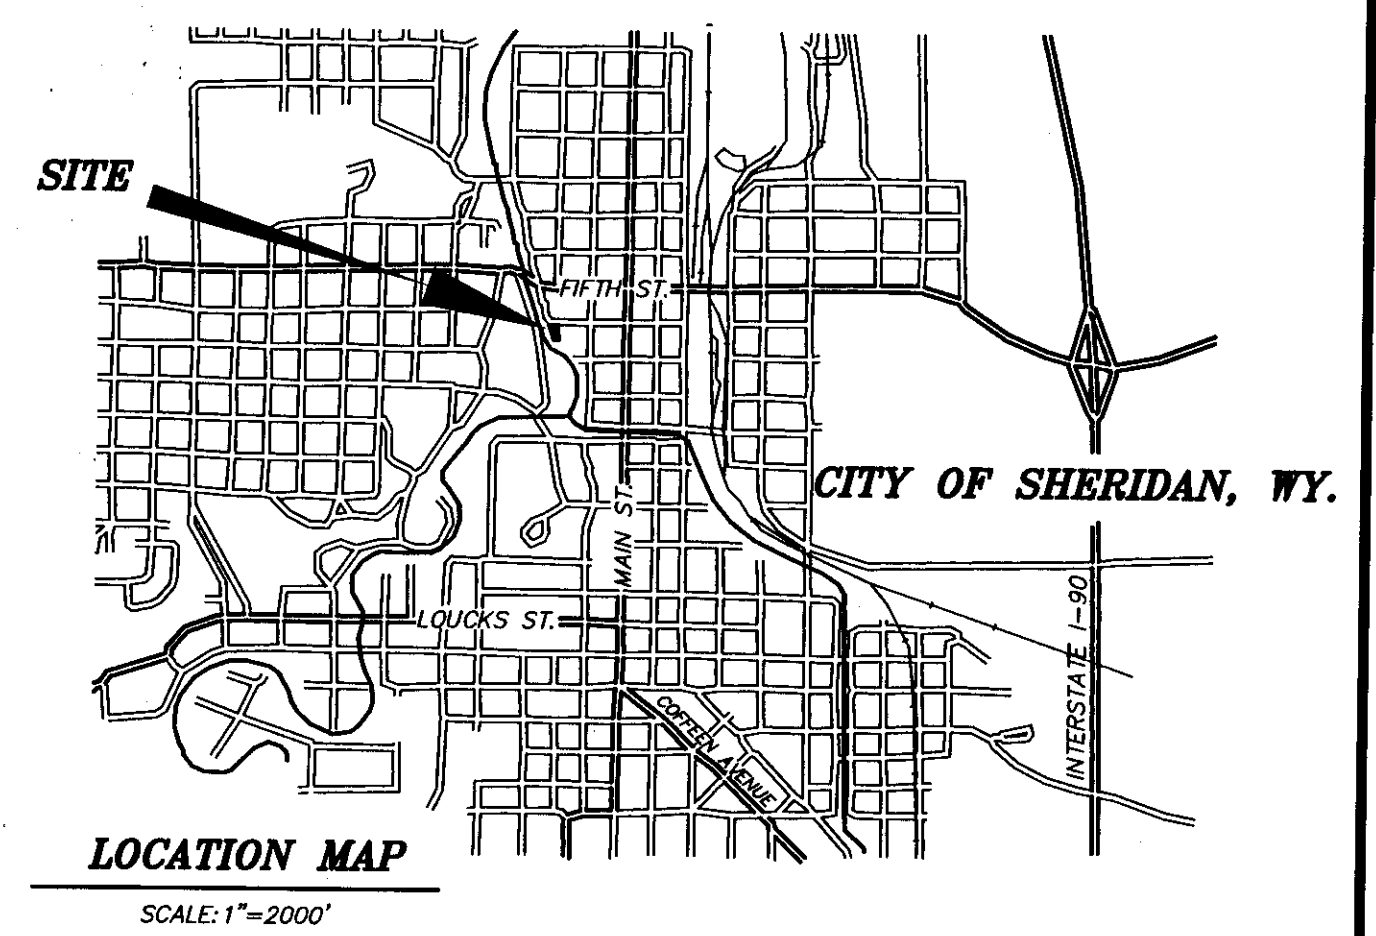 SITE
FIFTH ST.
CITY OF SHERIDAN, WY.
MAIN ST.
INTERSTATE I-90
LOUCKS ST.
COFFEEN AVENUE
LOCATION MAP
SCALE: 1"=2000'